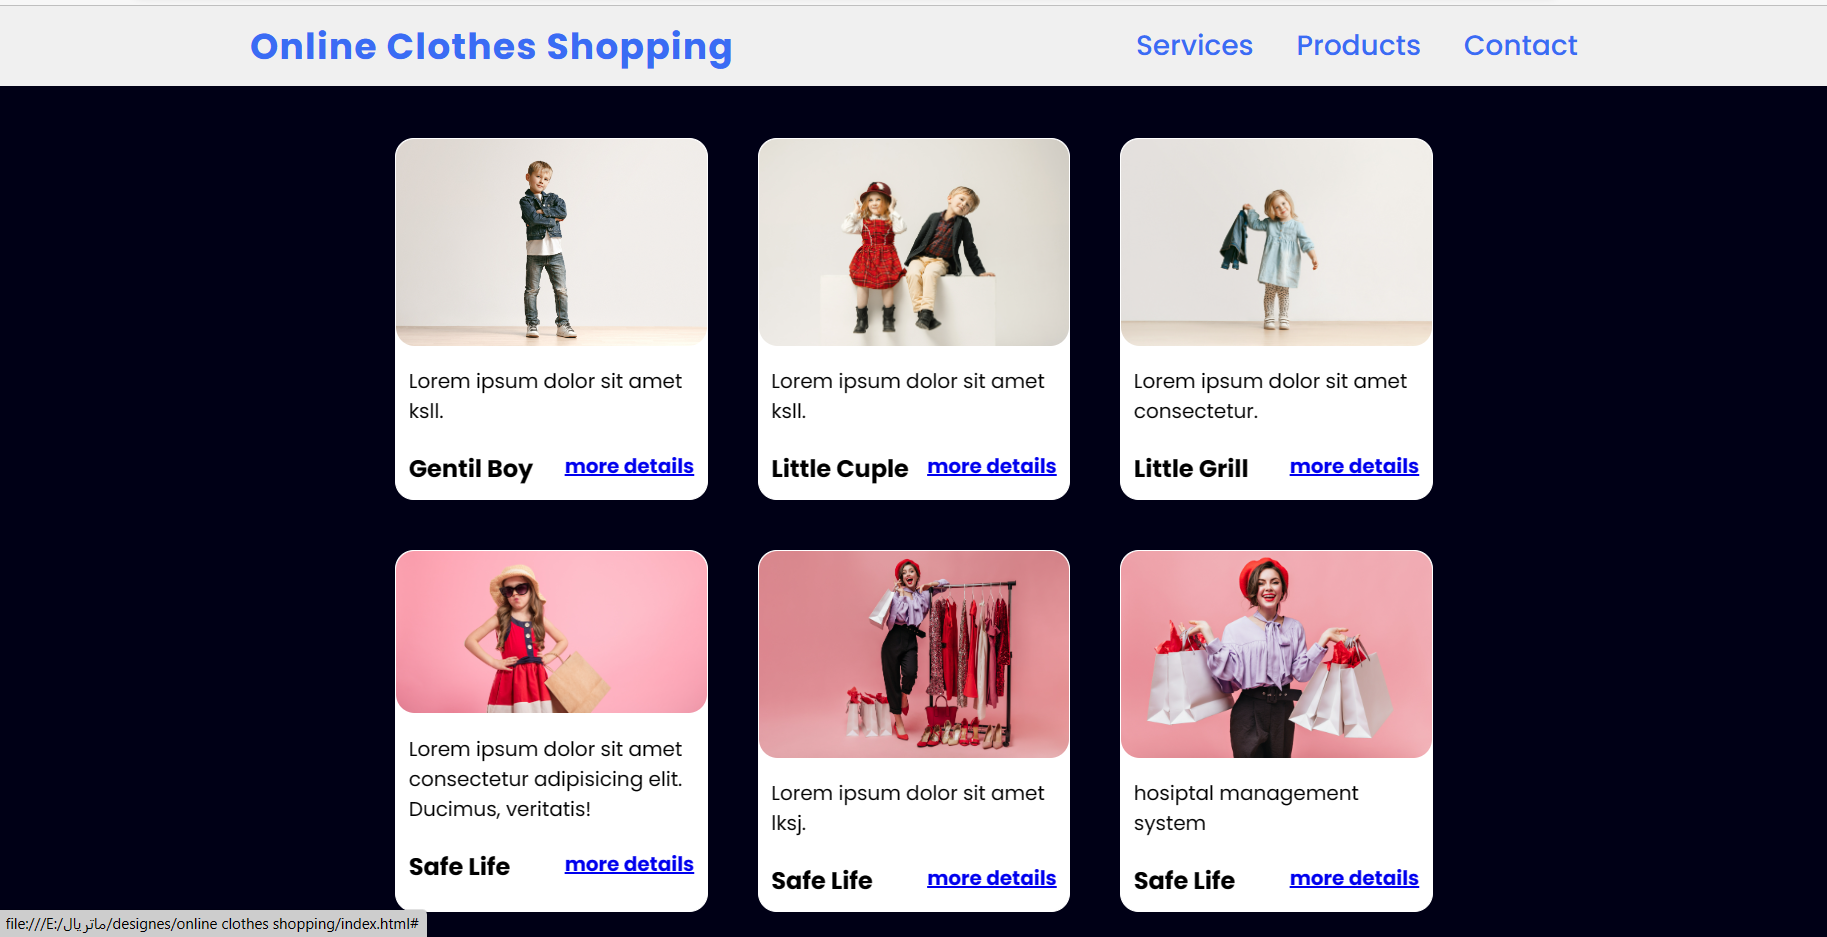 Online Clothes Shopping
Services Products Contact
Lorem ipsum dolor sit amet
ksll.
Gentil Boy more details
Lorem ipsum dolor sit amet
ksll.
Little Cuple more details
Lorem ipsum dolor sit amet
consectetur.
Little Grill more details
Lorem ipsum dolor sit amet
consectetur adipisicing elit.
Ducimus, veritatis!
Safe Life more details
Lorem ipsum dolor sit amet
lksj.
Safe Life more details
hosiptal management
system
Safe Life more details
file:///E:/ماتریال/designes/online clothes shopping/index.html#